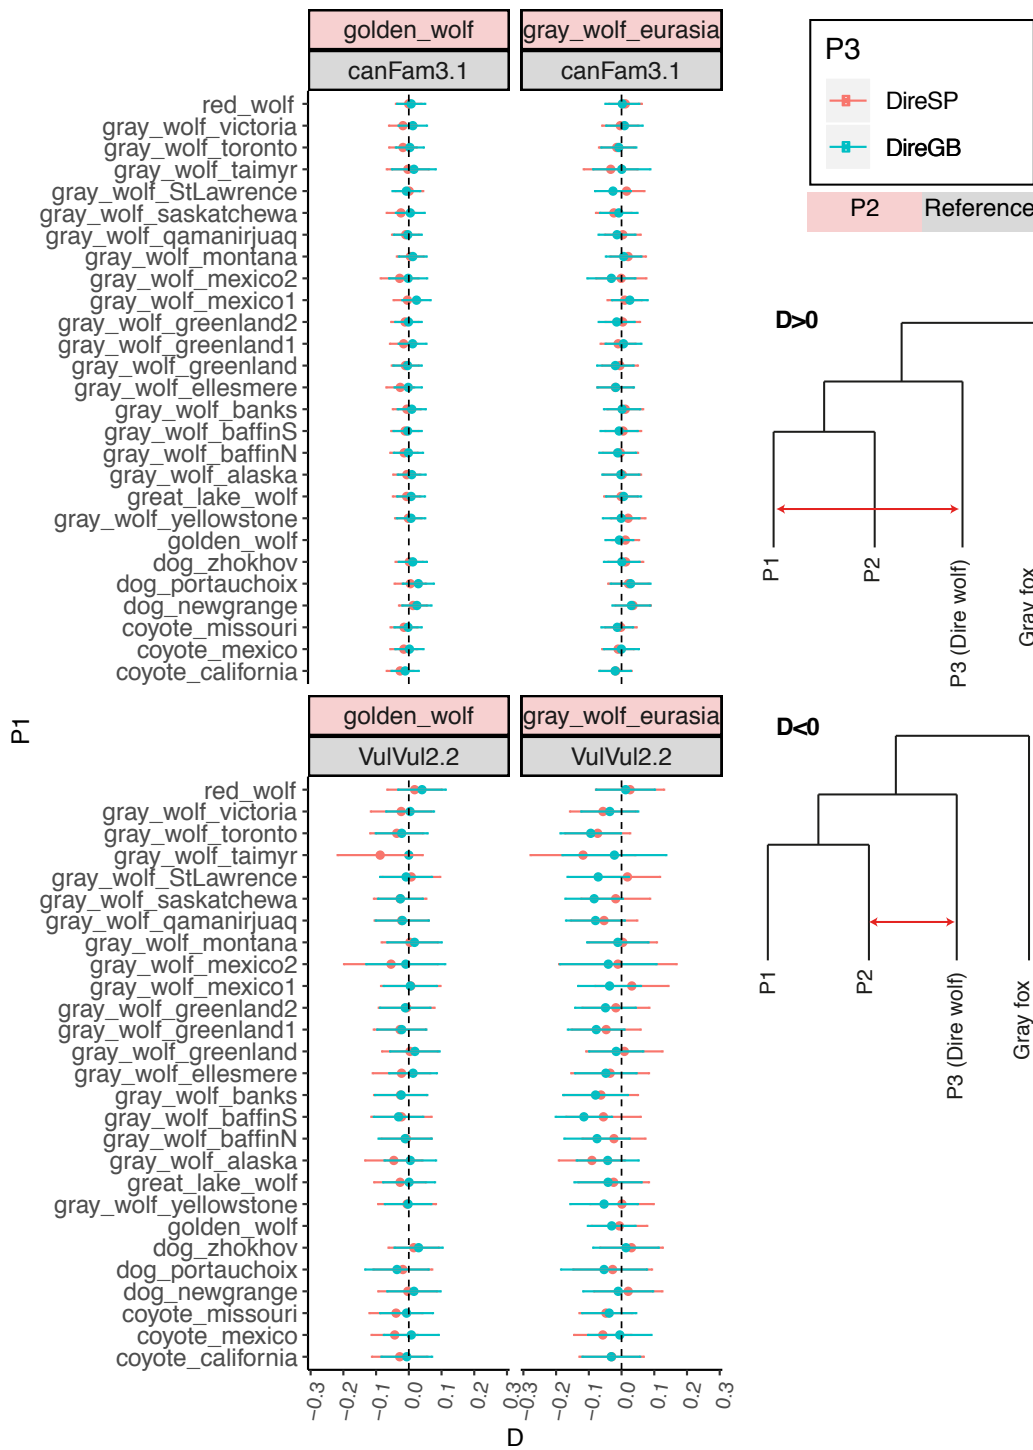 golden_wolf
gray_wolf_eurasia
canFam3.1
canFam3.1
red_wolf
gray_wolf_victoria
gray_wolf_toronto
gray_wolf_taimyr
gray_wolf_StLawrence
gray_wolf_saskatchewa
gray_wolf_qamanirjuaq
gray_wolf_montana
gray_wolf_mexico2
gray_wolf_mexico1
gray_wolf_greenland2
gray_wolf_greenland1
gray_wolf_greenland
gray_wolf_ellesmere
gray_wolf_banks
gray_wolf_baffinS
gray_wolf_baffinN
gray_wolf_alaska
great_lake_wolf
gray_wolf_yellowstone
golden_wolf
dog_zhokhov
dog_portauchoix
dog_newgrange
coyote_missouri
coyote_mexico
coyote_california
P1
golden_wolf
gray_wolf_eurasia
VulVul2.2
VulVul2.2
red_wolf
gray_wolf_victoria
gray_wolf_toronto
gray_wolf_taimyr
gray_wolf_StLawrence
gray_wolf_saskatchewa
gray_wolf_qamanirjuaq
gray_wolf_montana
gray_wolf_mexico2
gray_wolf_mexico1
gray_wolf_greenland2
gray_wolf_greenland1
gray_wolf_greenland
gray_wolf_ellesmere
gray_wolf_banks
gray_wolf_baffinS
gray_wolf_baffinN
gray_wolf_alaska
great_lake_wolf
gray_wolf_yellowstone
golden_wolf
dog_zhokhov
dog_portauchoix
dog_newgrange
coyote_missouri
coyote_mexico
coyote_california
−0.3
−0.2
−0.1
0.0
0.1
0.2
0.3
−0.3
−0.2
−0.1
0.0
0.1
0.2
0.3
D
P3
DireSP
DireGB
P2
Reference
D>0
P1
P2
P3 (Dire wolf)
Gray fox
D<0
P1
P2
P3 (Dire wolf)
Gray fox